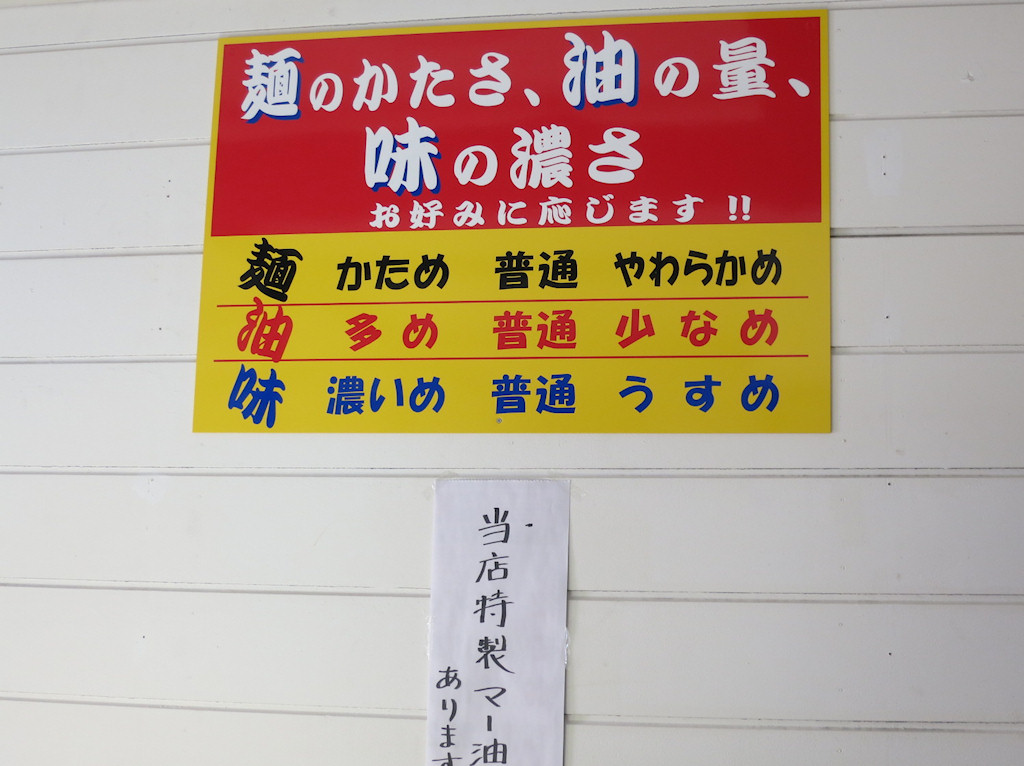 麺のかたさ、油の量、
味の濃さ
お好みに応じます!!
麺 かため 普通 やわらかめ
油 多め 普通 少なめ
味 濃いめ 普通 うすめ
当店特製マー油
あります